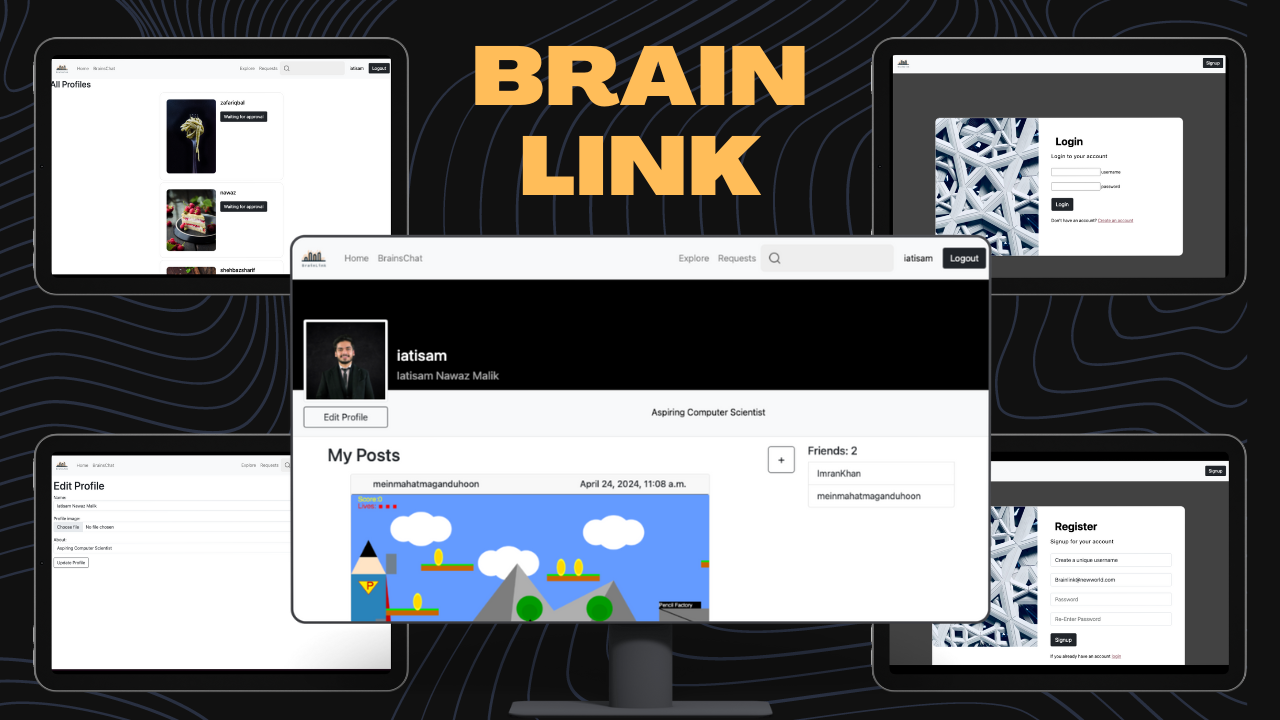 BRAIN
LINK
Home BrainsChat Explore Requests iatisam Logout
All Profiles
zafariqbal
Waiting for approval
nawaz
Waiting for approval
shehbazsharif
Signup
Login
Login to your account
username
password
Login
Don't have an account? Create an account
Home BrainsChat Explore Requests iatisam Logout
iatisam
Iatisam Nawaz Malik
Edit Profile
Aspiring Computer Scientist
My Posts
+
Friends: 2
ImranKhan
meinmahatmaganduhoon
meinmahatmaganduhoon April 24, 2024, 11:08 a.m.
Score 0
Lives:
P
Pencil Factory
Home BrainsChat Explore Requests
Edit Profile
Name:
Iatisam Nawaz Malik
Profile image:
Choose file No file chosen
About:
Aspiring Computer Scientist
Update Profile
Signup
Register
Signup for your account
Create a unique username
Brainlink@newworld.com
Password
Re-Enter Password
Signup
If you already have an account login